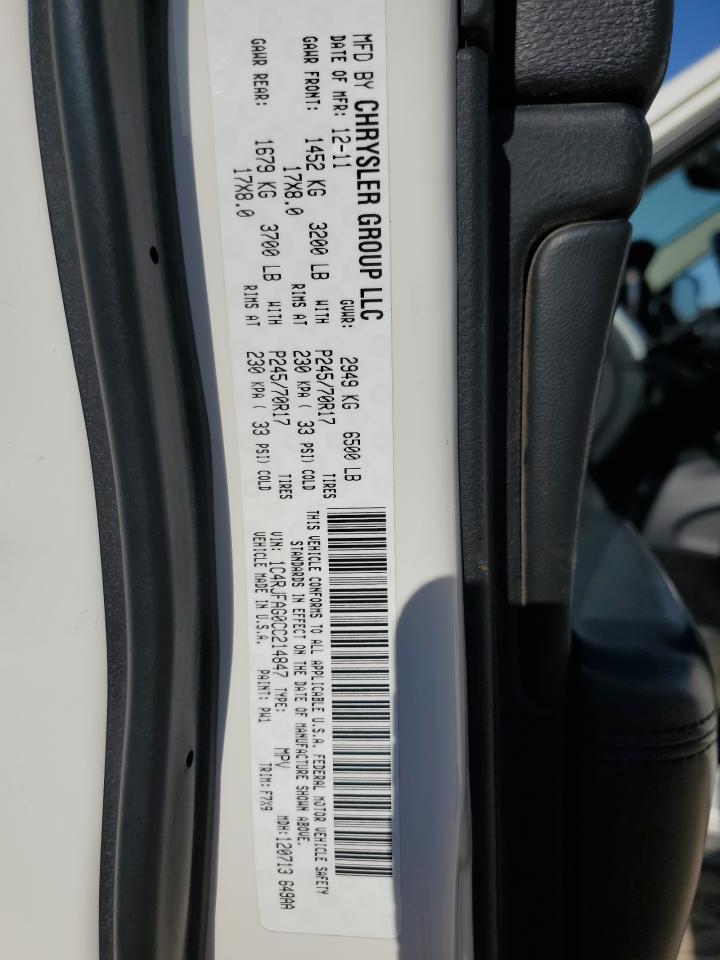 MFD BY CHRYSLER GROUP LLC
DATE OF MFR: 12-11 GVWR: 2949 KG 6500 LB
GAWR FRONT: 1452 KG 3200 LB WITH P245/70R17 TIRES
17X8.0 RIMS AT 230 KPA ( 33 PSI) COLD
GAWR REAR: 1679 KG 3700 LB WITH P245/70R17 TIRES
17X8.0 RIMS AT 230 KPA ( 33 PSI) COLD
THIS VEHICLE CONFORMS TO ALL APPLICABLE U.S.A. FEDERAL MOTOR VEHICLE SAFETY
STANDARDS IN EFFECT ON THE DATE OF MANUFACTURE SHOWN ABOVE.
VIN: 1C4RJFAG0CC214847 TYPE: MPV MDH:120713 649AA
VEHICLE MADE IN U.S.A. PAINT: PW1 TRIM:F7X9